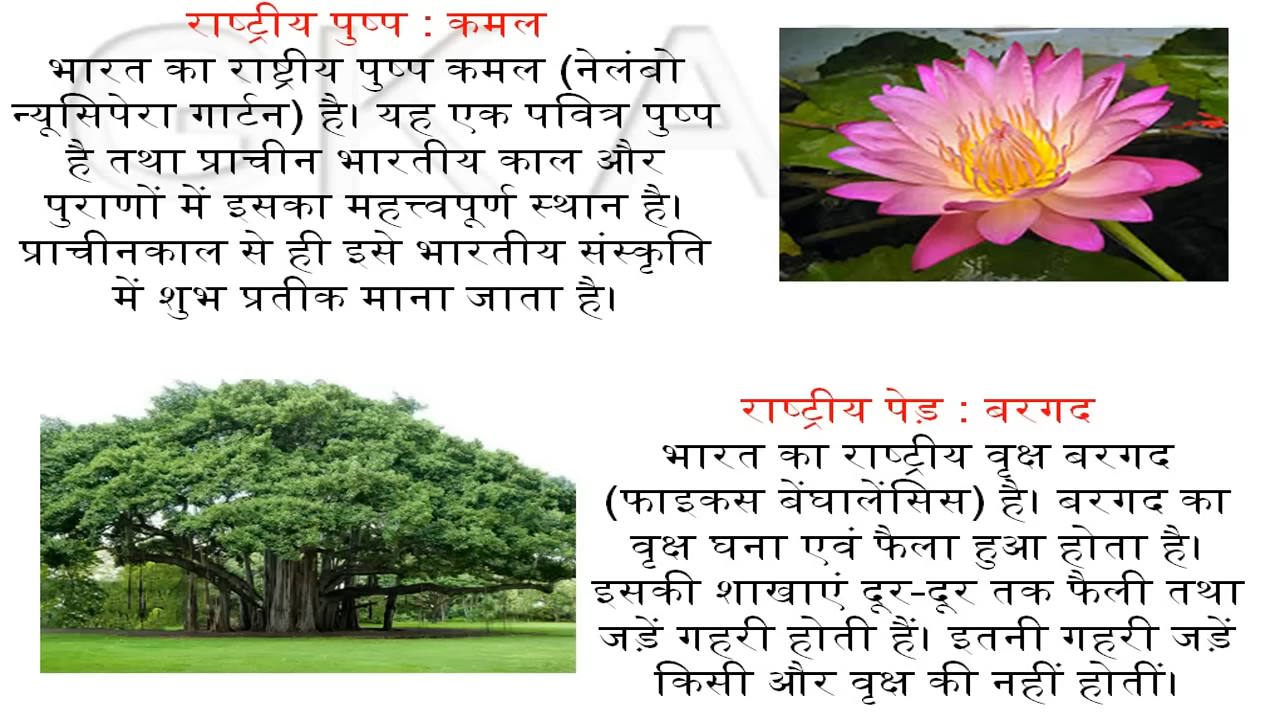 राष्ट्रीय पुष्प : कमल
भारत का राष्ट्रीय पुष्प कमल (नेलंबो
न्यूसिपेरा गार्टन) है। यह एक पवित्र पुष्प
है तथा प्राचीन भारतीय काल और
पुराणों में इसका महत्त्वपूर्ण स्थान है।
प्राचीनकाल से ही इसे भारतीय संस्कृति
में शुभ प्रतीक माना जाता है।
राष्ट्रीय पेड़ : बरगद
भारत का राष्ट्रीय वृक्ष बरगद
(फाइकस बेंघालेंसिस) है। बरगद का
वृक्ष घना एवं फैला हुआ होता है।
इसकी शाखाएं दूर-दूर तक फैली तथा
जड़ें गहरी होती हैं। इतनी गहरी जड़ें
किसी और वृक्ष की नहीं होतीं।